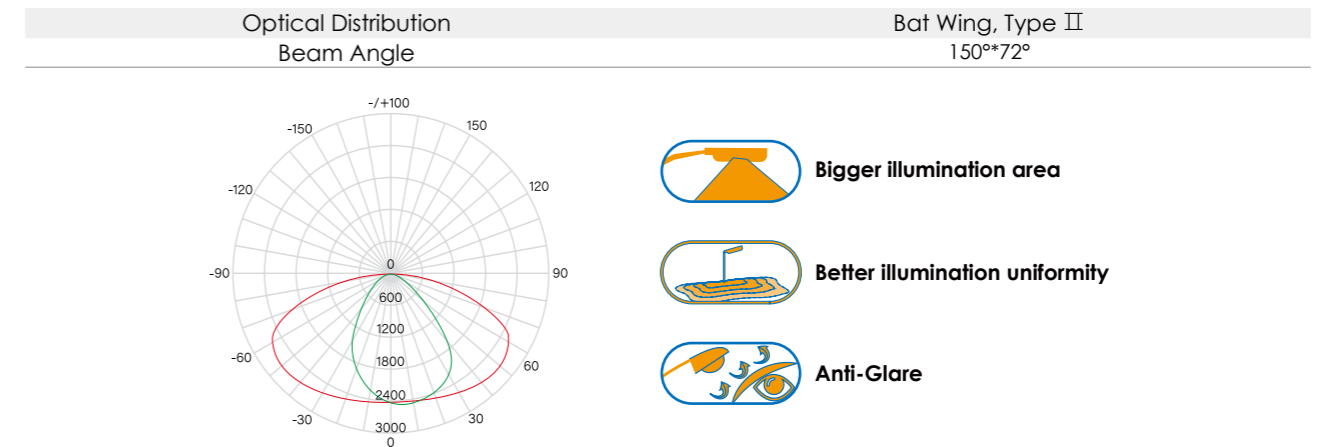 Optical Distribution Bat Wing, Type Ⅱ
Beam Angle 150°*72°
-/+100
-150 150
-120 120
-90 0 90
600
1200
-60 1800 60
2400
-30 3000 30
0
Bigger illumination area
Better illumination uniformity
Anti-Glare